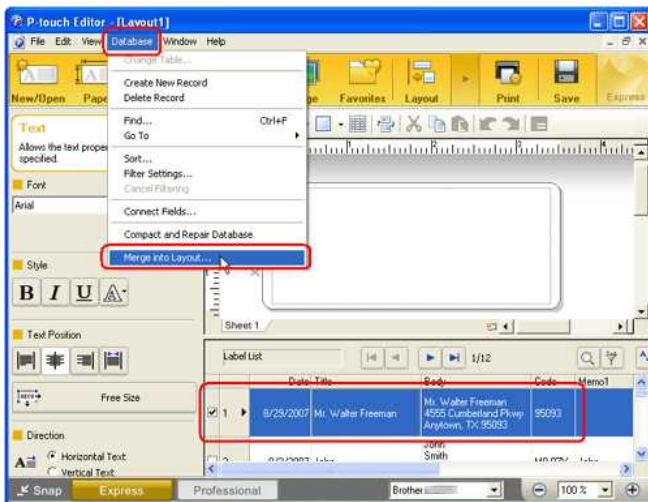 P-touch Editor - [Layout1]
File Edit View Database Window Help
New/Open
Favorites
Layout
Print
Save
Express
Change Table...
Create New Record
Delete Record
Find... Ctrl+F
Go To
Sort...
Filter Settings...
Cancel Filtering
Connect Fields...
Compact and Repair Database
Merge into Layout...
Text
Allows the text
specified.
Font
Arial
Style
B I U A
Text Position
Free Size
Direction
Horizontal Text
Vertical Text
Sheet 1
Label List 1/12
Date Title Body Code Memo1
1 8/29/2007 Mr. Walter Freeman Mr. Walter Freeman
4555 Cumberland Pkwy
Anytown, TX 95093 95093
John
Smith
Snap Express Professional Brother 100 %